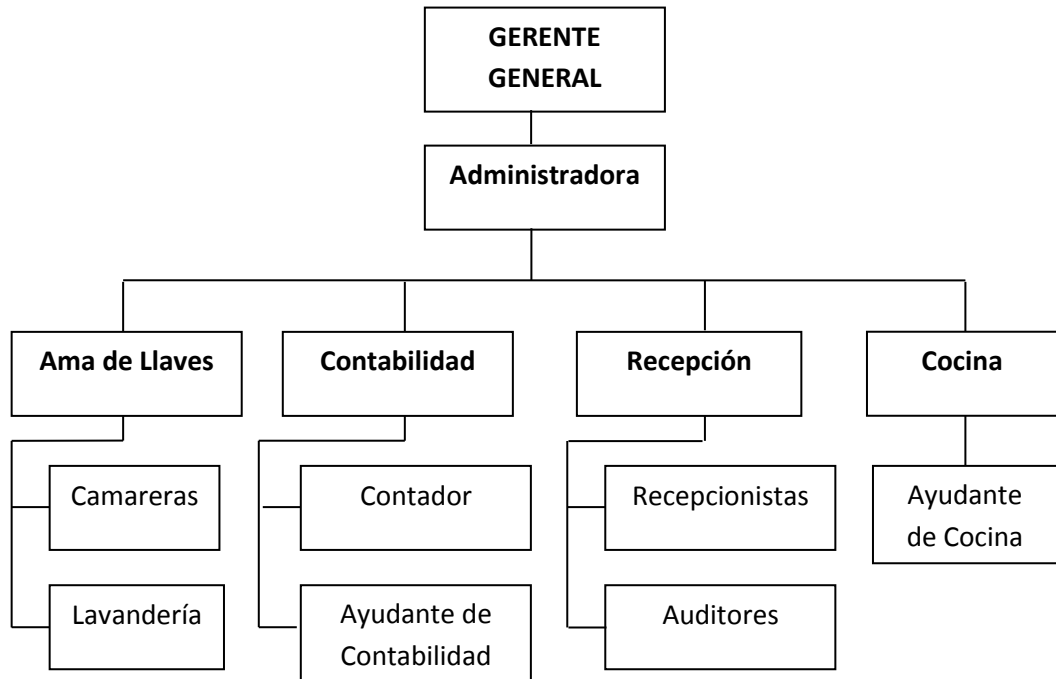 GERENTE
GENERAL
Administradora
Ama de Llaves
Contabilidad
Recepción
Cocina
Camareras
Contador
Recepcionistas
Ayudante
de Cocina
Lavandería
Ayudante de
Contabilidad
Auditores